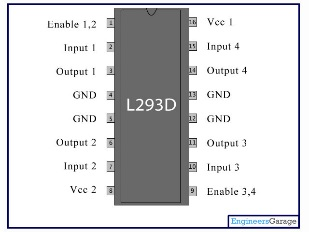 Enable 1,2 1 16 Vcc 1
Input 1 2 15 Input 4
Output 1 3 14 Output 4
GND 4 13 GND
L293D
GND 5 12 GND
Output 2 6 11 Output 3
Input 2 7 10 Input 3
Vcc 2 8 9 Enable 3,4
EngineersGarage